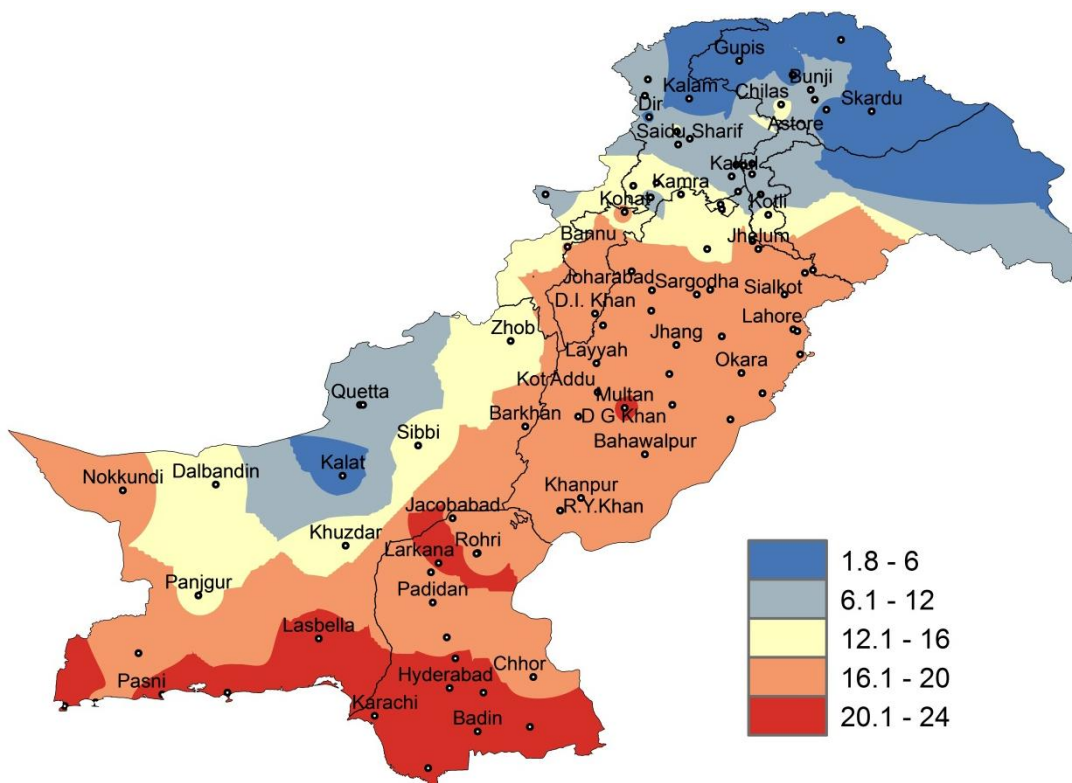 Gupis
Bunji
Kalam
Chilas
Skardu
Dir
Astore
Saidu Sharif
Kakul
Kamra
Kohat
Kotli
Bannu
Jhelum
Joharabad
Sargodha
Sialkot
D.I. Khan
Lahore
Zhob
Jhang
Layyah
Okara
Kot Addu
Quetta
Multan
Barkhan
D G Khan
Sibbi
Bahawalpur
Kalat
Dalbandin
Nokkundi
Khanpur
R.Y.Khan
Jacobabad
Khuzdar
Rohri
Larkana
Panjgur
Padidan
Lasbella
Chhor
Pasni
Hyderabad
Karachi
Badin
1.8 - 6
6.1 - 12
12.1 - 16
16.1 - 20
20.1 - 24